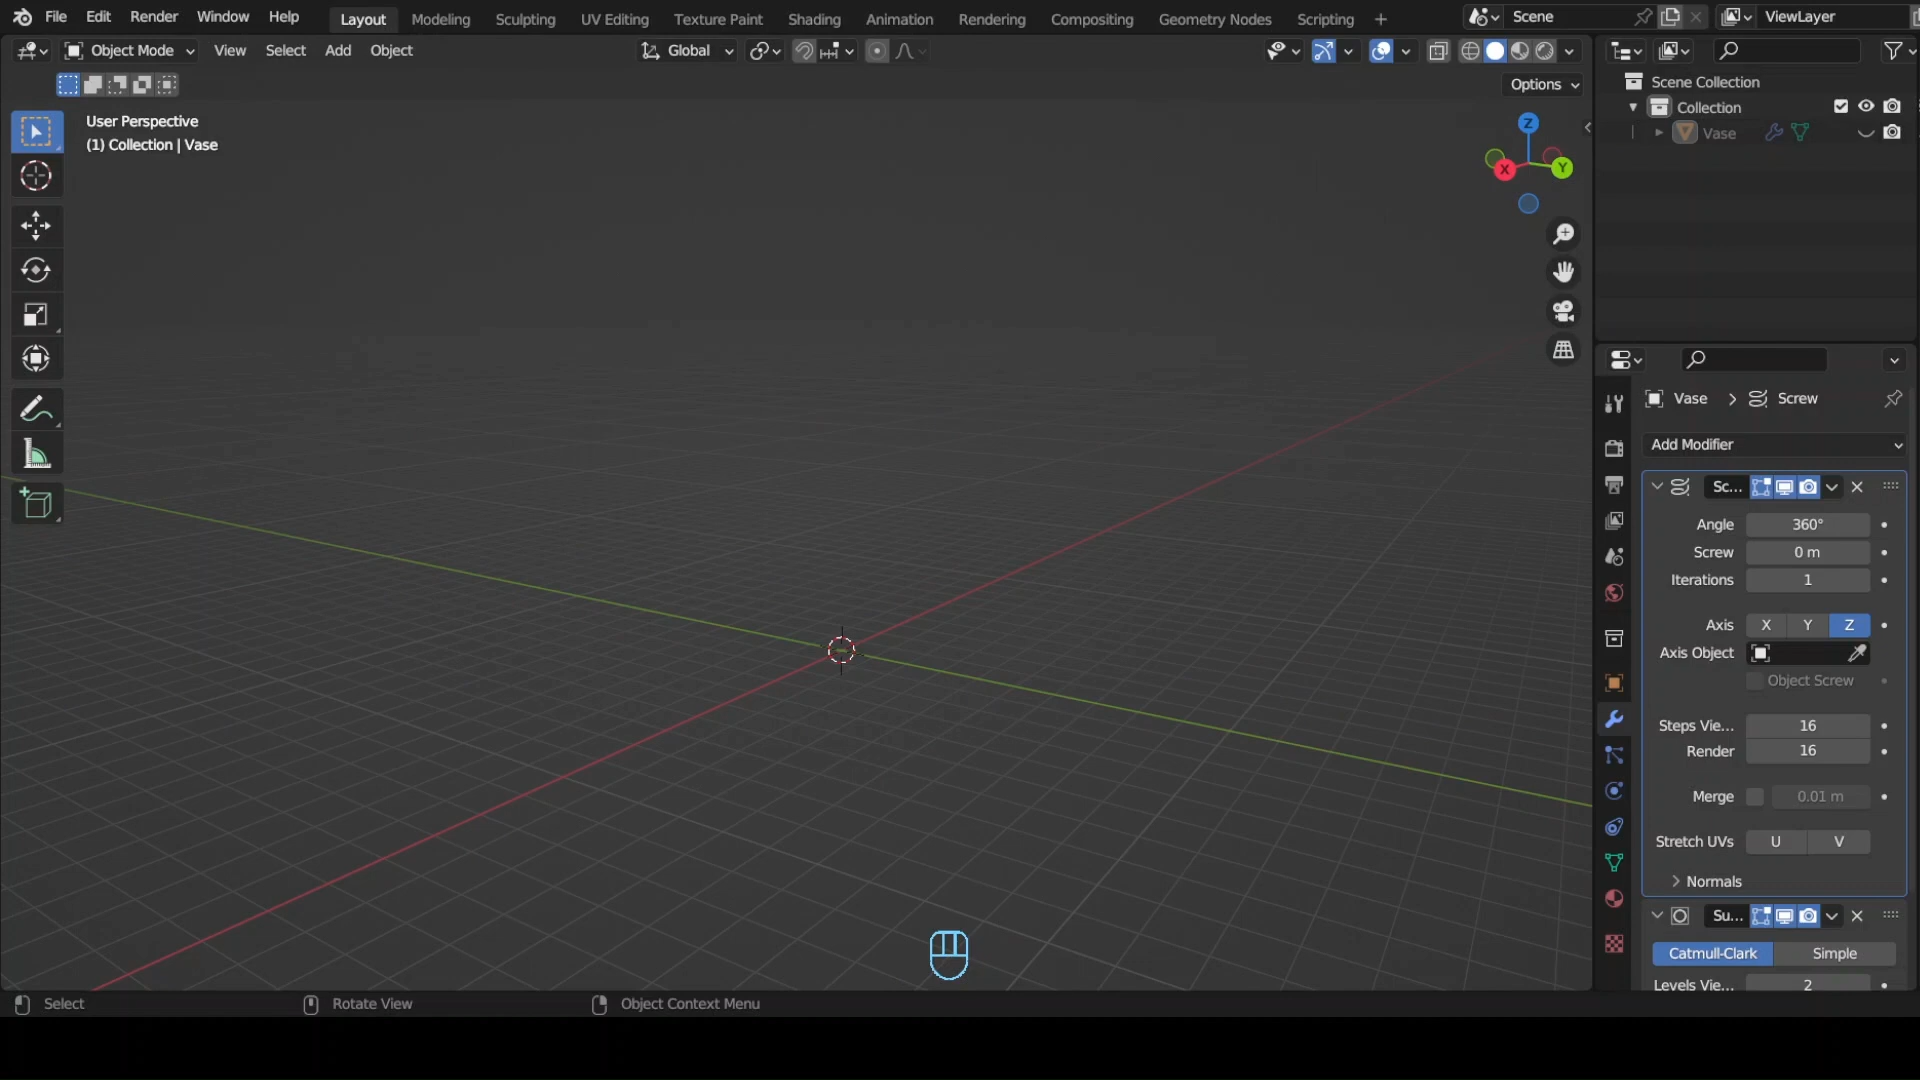 File Edit Render Window Help Layout Modeling Sculpting UV Editing Texture Paint Shading Animation Rendering Compositing Geometry Nodes Scripting + Scene ViewLayer
Object Mode View Select Add Object Global
Options
User Perspective
(1) Collection | Vase
Z
X
Y
Scene Collection
Collection
Vase
Vase > Screw
Add Modifier
Sc...
Angle 360°
Screw 0 m
Iterations 1
Axis X Y Z
Axis Object
Object Screw
Steps Vie... 16
Render 16
Merge 0.01 m
Stretch UVs U V
Normals
Su...
Catmull-Clark Simple
Levels Vie... 2
Select Rotate View Object Context Menu